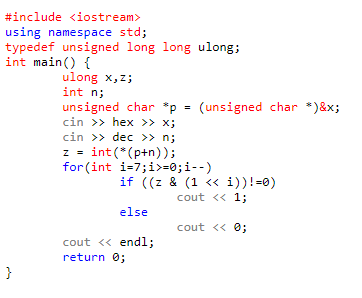 #include <iostream>
using namespace std;
typedef unsigned long long ulong;
int main() {
ulong x,z;
int n;
unsigned char *p = (unsigned char *)&x;
cin >> hex >> x;
cin >> dec >> n;
z = int(*(p+n));
for(int i=7;i>=0;i--)
if ((z & (1 << i))!=0)
cout << 1;
else
cout << 0;
cout << endl;
return 0;
}